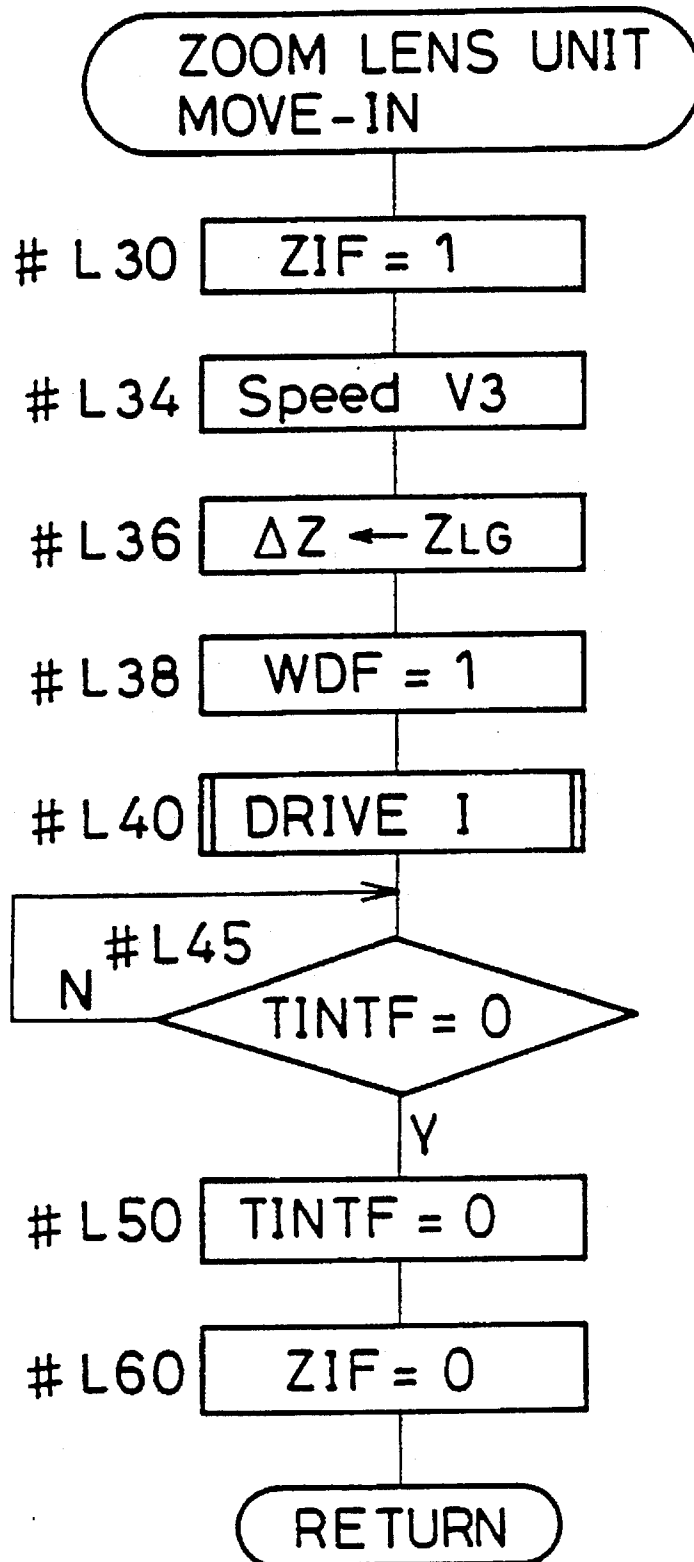 ZOOM LENS UNIT
MOVE-IN
# L30 ZIF = 1
# L34 Speed V3
# L36 ΔZ ← ZLG
# L38 WDF = 1
# L40 DRIVE I
# L45
N
TINTF = 0
Y
# L50 TINTF = 0
# L60 ZIF = 0
RETURN